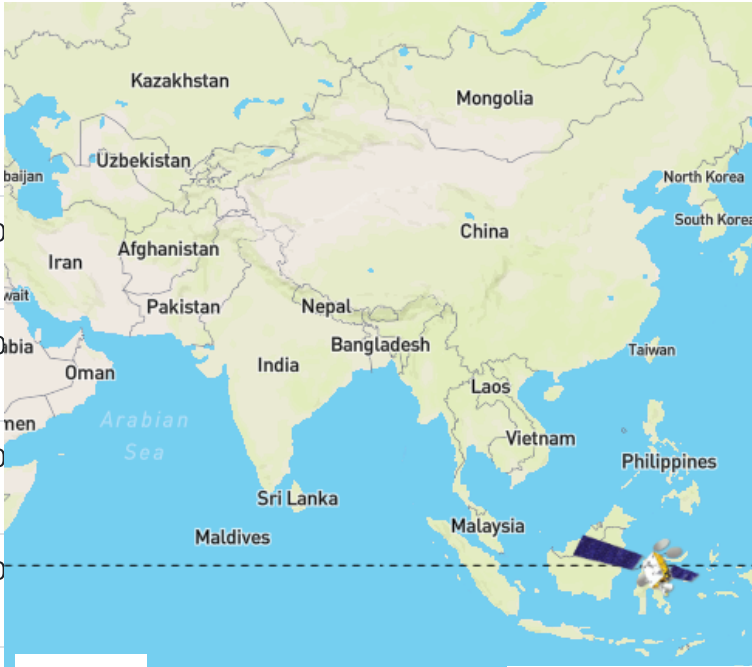 Kazakhstan
Mongolia
Uzbekistan
baijan
North Korea
South Korea
China
Afghanistan
Iran
wait
Pakistan
Nepal
Bangladesh
bia
Taiwan
India
Oman
Laos
Arabian
Sea
men
Vietnam
Philippines
Sri Lanka
Malaysia
Maldives